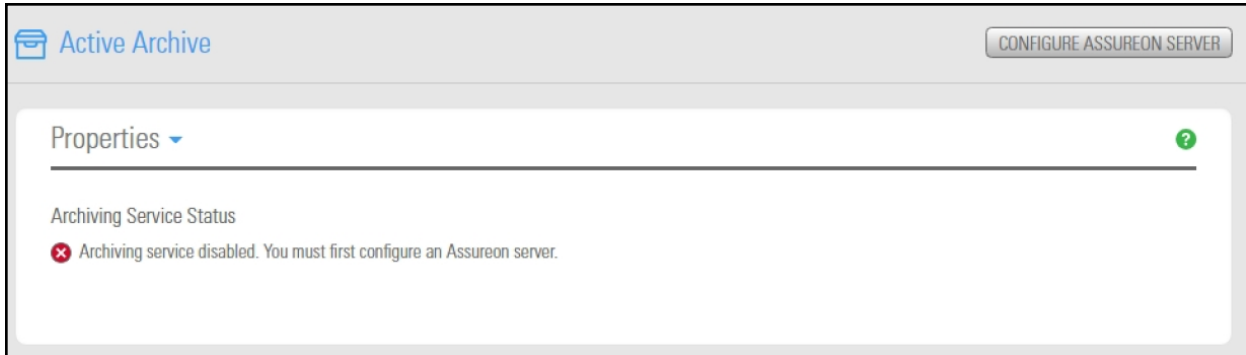 Active Archive
CONFIGURE ASSUREON SERVER
Properties
?
Archiving Service Status
Archiving service disabled. You must first configure an Assureon server.